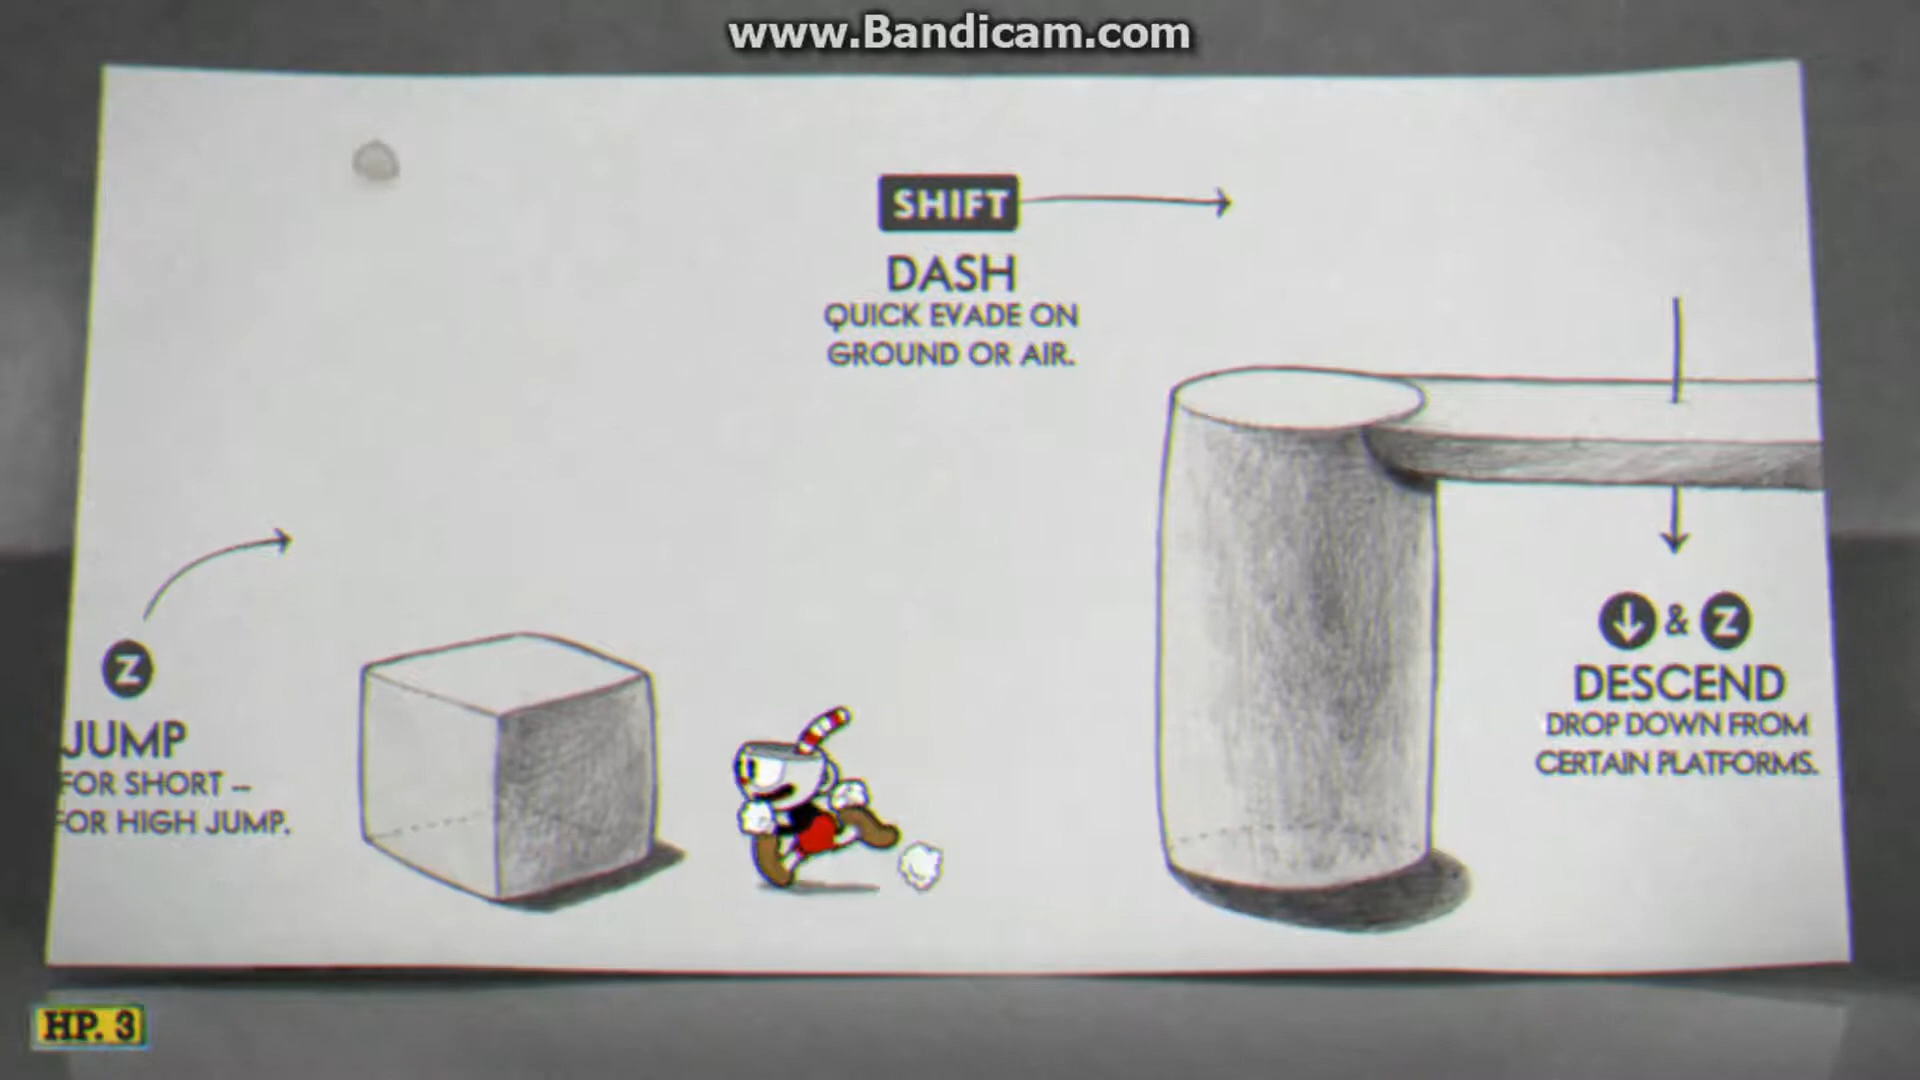 www.Bandicam.com
SHIFT
DASH
QUICK EVADE ON
GROUND OR AIR.
Z
JUMP
FOR SHORT –
FOR HIGH JUMP.
↓ & Z
DESCEND
DROP DOWN FROM
CERTAIN PLATFORMS.
HP. 3